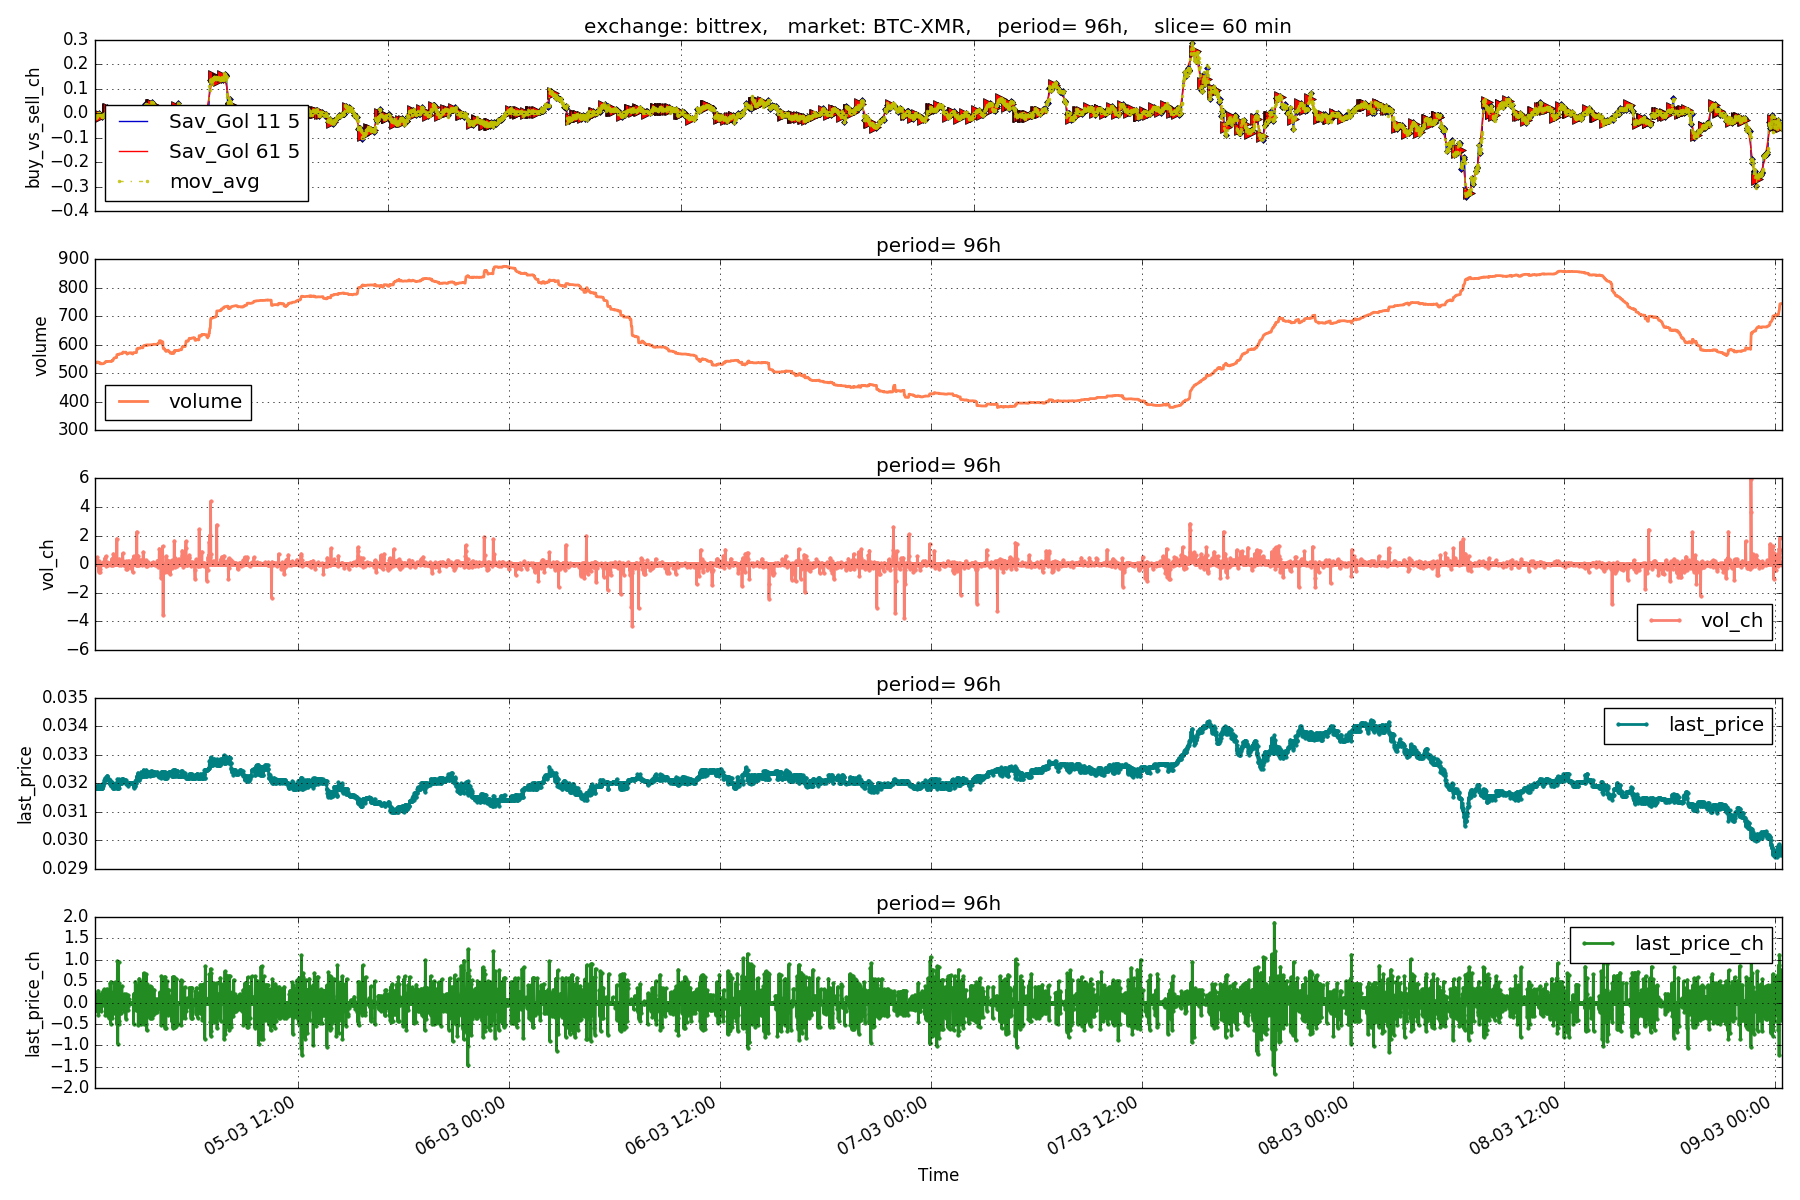 exchange: bittrex,   market: BTC-XMR,    period= 96h,    slice= 60 min
buy_vs_sell_ch
0.3
0.2
0.1
0.0
−0.1
−0.2
−0.3
−0.4
Sav_Gol 11 5
Sav_Gol 61 5
mov_avg
period= 96h
volume
900
800
700
600
500
400
300
volume
period= 96h
vol_ch
6
4
2
0
−2
−4
−6
vol_ch
period= 96h
last_price
0.035
0.034
0.033
0.032
0.031
0.030
0.029
last_price
period= 96h
last_price_ch
2.0
1.5
1.0
0.5
0.0
−0.5
−1.0
−1.5
−2.0
last_price_ch
05-03 12:00
06-03 00:00
06-03 12:00
07-03 00:00
07-03 12:00
08-03 00:00
08-03 12:00
09-03 00:00
Time